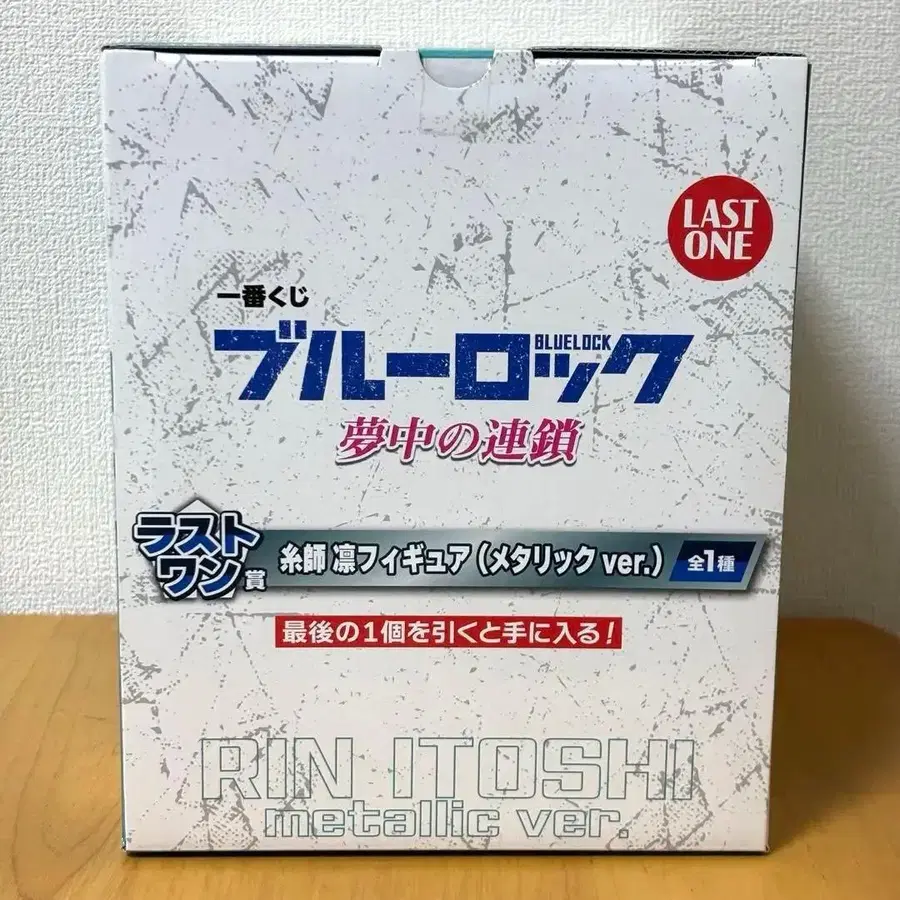 LAST
ONE
一番くじ
ブルーロック
BLUELOCK
夢中の連鎖
ラスト
ワン賞
糸師 凛フィギュア(メタリック ver.)
全1種
最後の1個を引くと手に入る!
RIN ITOSHI
metallic ver.